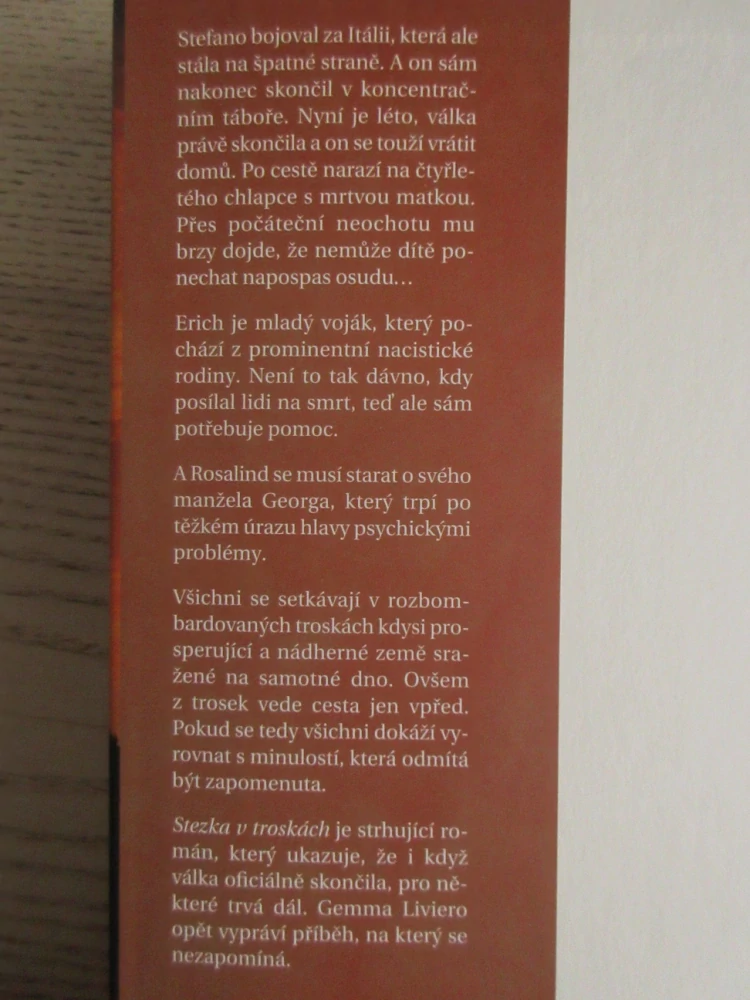 Stefano bojoval za Itálii, která ale
stála na špatné straně. A on sám
nakonec skončil v koncentrač-
ním táboře. Nyní je léto, válka
právě skončila a on se touží vrátit
domů. Po cestě narazí na čtyřle-
tého chlapce s mrtvou matkou.
Přes počáteční neochotu mu
brzy dojde, že nemůže dítě po-
nechat napospas osudu...
Erich je mladý voják, který po-
chází z prominentní nacistické
rodiny. Není to tak dávno, kdy
posílal lidi na smrt, teď ale sám
potřebuje pomoc.
A Rosalind se musí starat o svého
manžela Georga, který trpí po
těžkém úrazu hlavy psychickými
problémy.
Všichni se setkávají v rozbom-
bardovaných troskách kdysi pro-
sperující a nádherné země sra-
žené na samotné dno. Ovšem
z trosek vede cesta jen vpřed.
Pokud se tedy všichni dokáží vy-
rovnat s minulostí, která odmítá
být zapomenuta.
Stezka v troskách je strhující ro-
mán, který ukazuje, že i když
válka oficiálně skončila, pro ně-
které trvá dál. Gemma Liviero
opět vypráví příběh, na který se
nezapomíná.